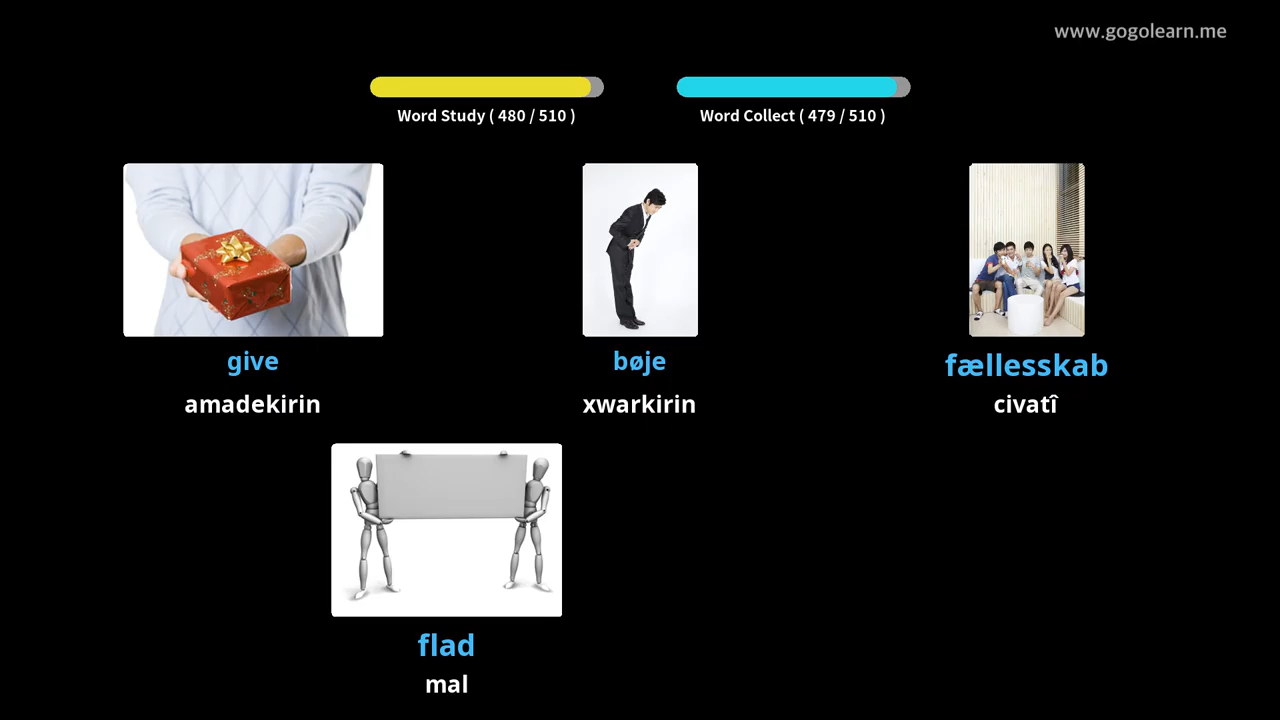 www.gogolearn.me
Word Study ( 480 / 510 )
Word Collect ( 479 / 510 )
give
bøje
fællesskab
amadekirin
xwarkirin
civatî
flad
mal